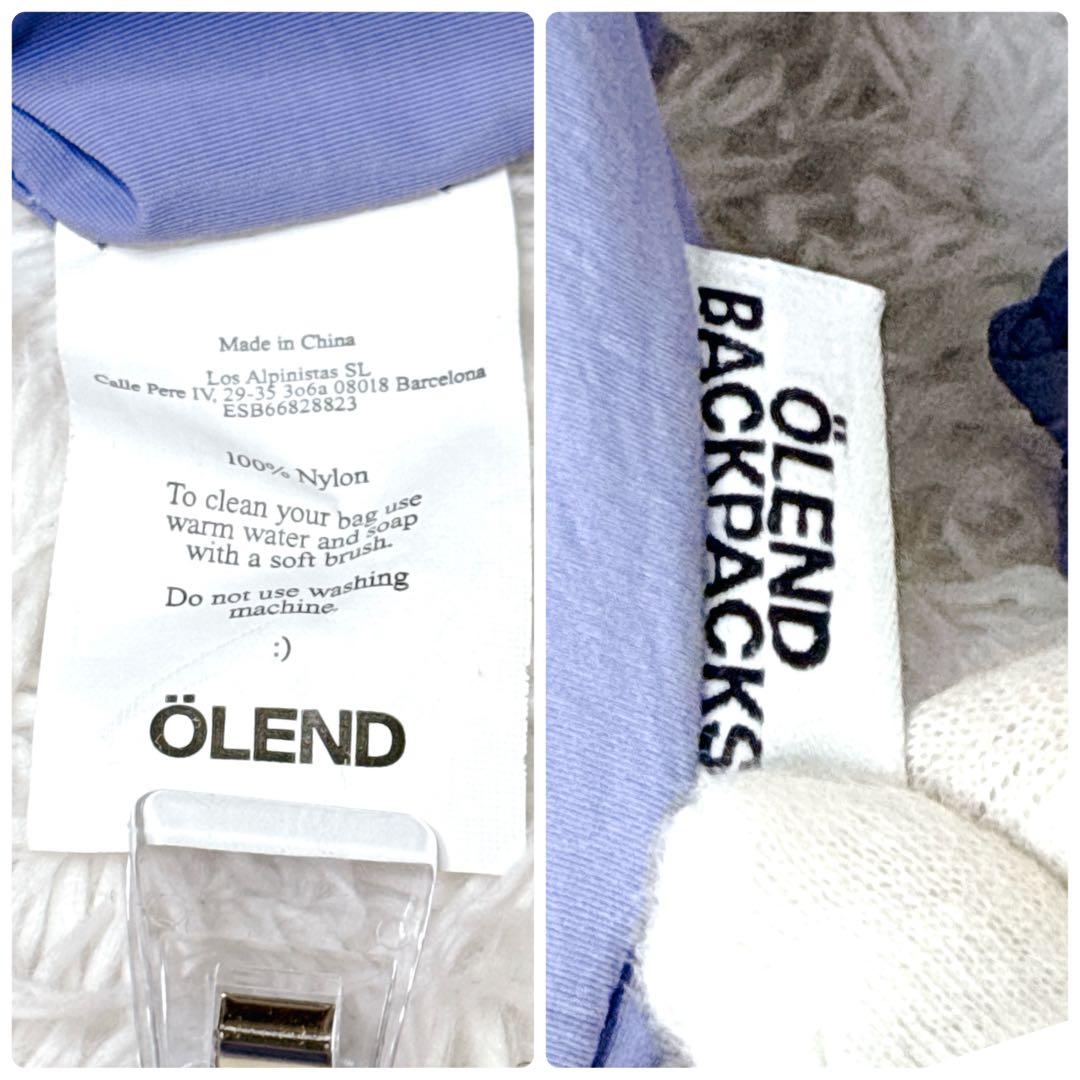 Made in China
Los Alpinistas SL
Calle Pere IV, 29-35 3o6a 08018 Barcelona
ESB66828823
100% Nylon
To clean your bag use
warm water and soap
with a soft brush.
Do not use washing
machine.
:)
ÖLEND
ÖLEND
BACKPACKS